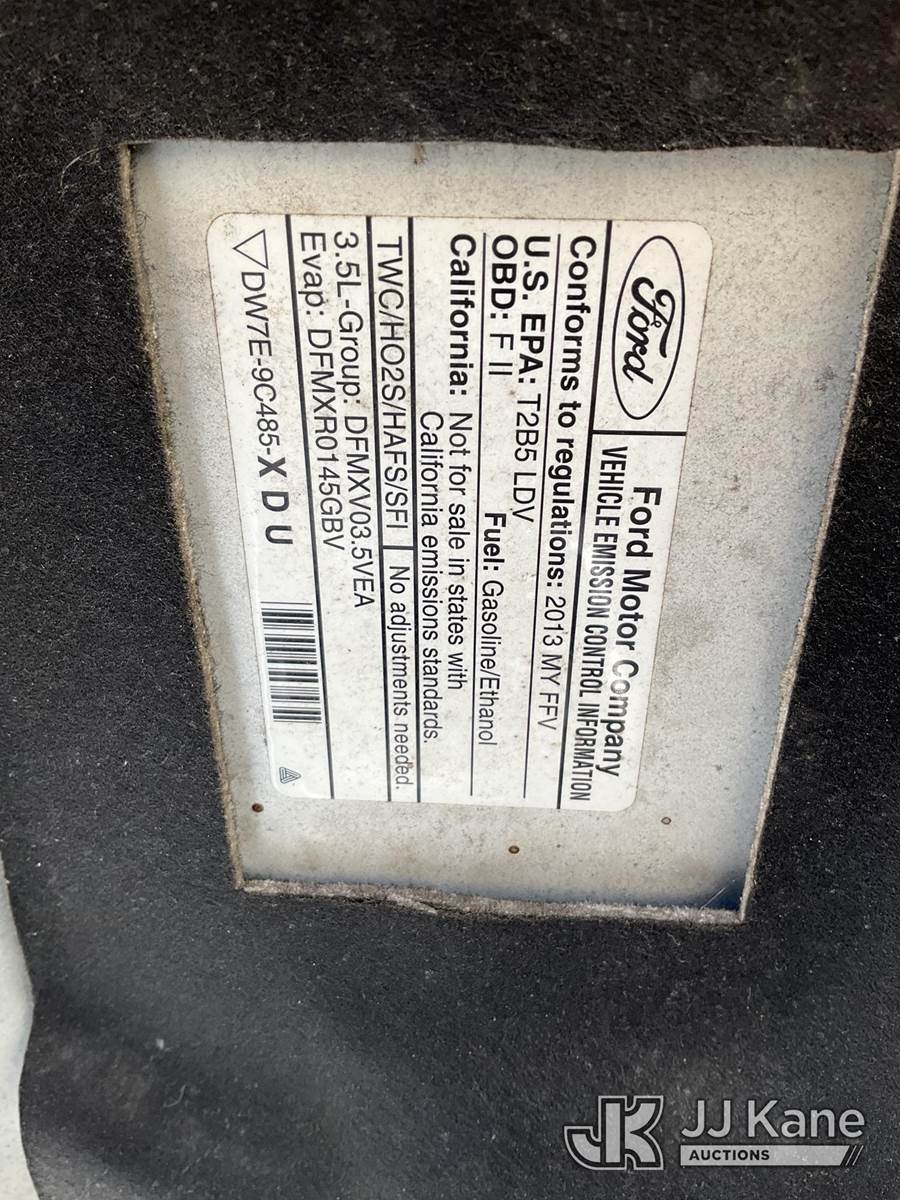 Ford
Ford Motor Company
VEHICLE EMISSION CONTROL INFORMATION
Conforms to regulations: 2013 MY FFV
U.S. EPA: T2B5 LDV
OBD: F II Fuel: Gasoline/Ethanol
California: Not for sale in states with
California emissions standards.
TWC/HO2S/HAFS/SFI No adjustments needed.
3.5L-Group: DFMXV03.5VEA
Evap: DFMXR0145GBV
DW7E-9C485-X D U
JK JJ Kane
AUCTIONS